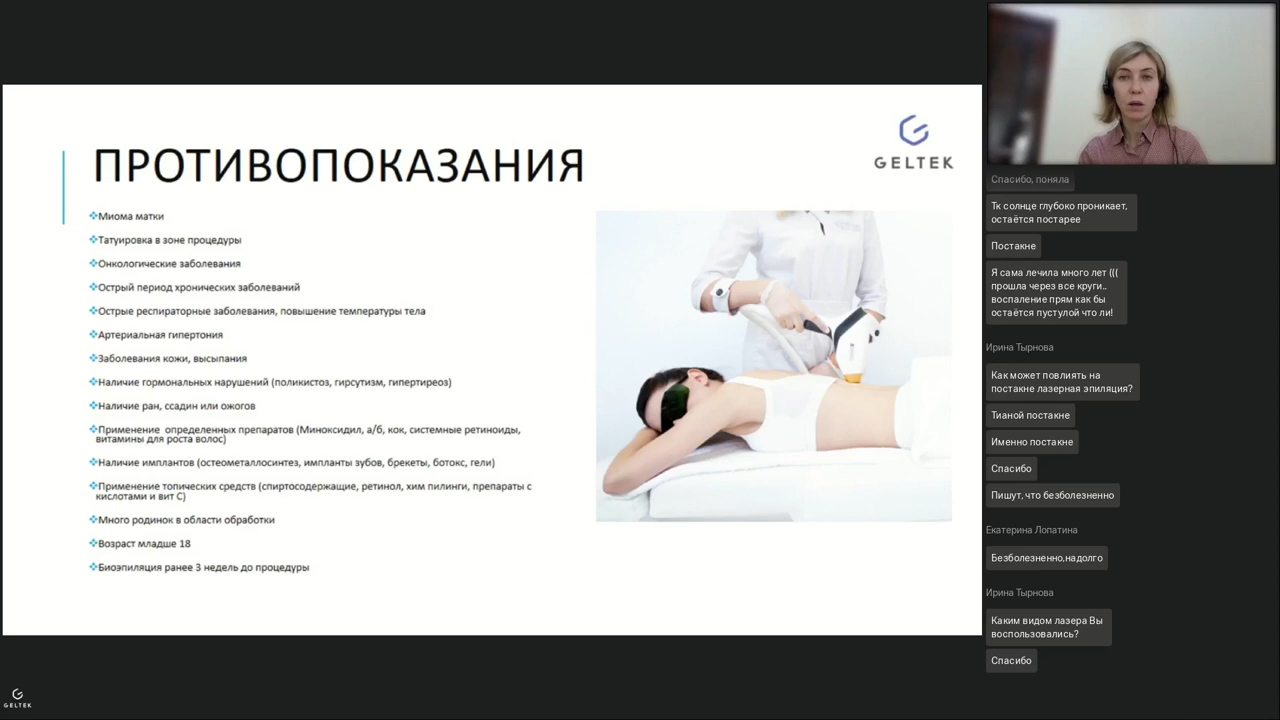 ПРОТИВОПОКАЗАНИЯ
GELTEK
Миома матки
Татуировка в зоне процедуры
Онкологические заболевания
Острый период хронических заболеваний
Острые респираторные заболевания, повышение температуры тела
Артериальная гипертония
Заболевания кожи, высыпания
Наличие гормональных нарушений (поликистоз, гирсутизм, гипертиреоз)
Наличие ран, ссадин или ожогов
Применение определенных препаратов (Миноксидил, а/б, кок, системные ретиноиды,
витамины для роста волос)
Наличие имплантов (остеометаллосинтез, импланты зубов, брекеты, ботокс, гели)
Применение топических средств (спиртосодержащие, ретинол, хим пилинги, препараты с
кислотами и вит С)
Много родинок в области обработки
Возраст младше 18
Биоэпиляция ранее 3 недель до процедуры
GELTEK
Спасибо, поняла
Тк солнце глубоко проникает,
остаётся постарее
Постакне
Я сама лечила много лет (((
прошла через все круги..
воспаление прям как бы
остаётся пустулой что ли!
Ирина Тырнова
Как может повлиять на
постакне лазерная эпиляция?
Тианой постакне
Именно постакне
Спасибо
Пишут, что безболезненно
Екатерина Лопатина
Безболезненно,надолго
Ирина Тырнова
Каким видом лазера Вы
воспользовались?
Спасибо